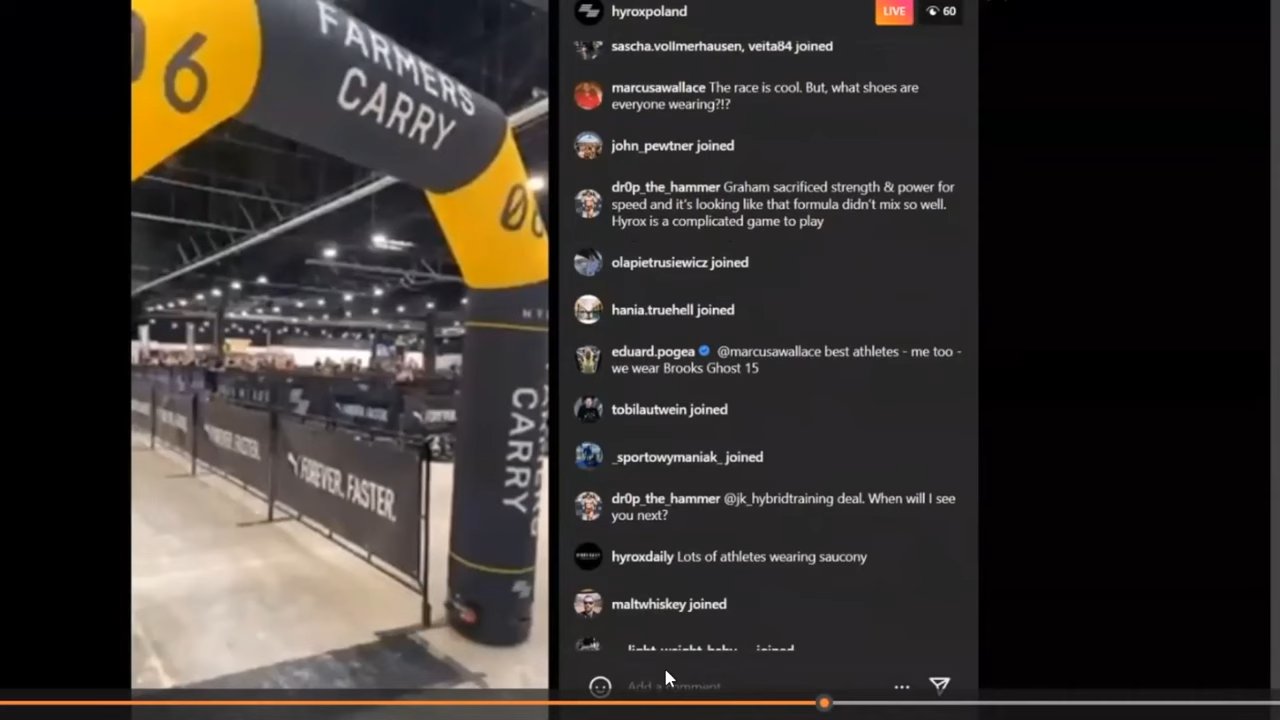 06
FARMERS
CARRY
CARRY
FOREVER. FASTER.
hyroxpoland
LIVE
60
sascha.vollmerhausen, veita84 joined
marcusawallace The race is cool. But, what shoes are
everyone wearing?!?
john_pewtner joined
dr0p_the_hammer Graham sacrificed strength & power for
speed and it's looking like that formula didn't mix so well.
Hyrox is a complicated game to play
olapietrusiewicz joined
hania.truehell joined
eduard.pogea @marcusawallace best athletes - me too -
we wear Brooks Ghost 15
tobilautwein joined
_sportowymaniak_ joined
dr0p_the_hammer @jk_hybridtraining deal. When will I see
you next?
hyroxdaily Lots of athletes wearing saucony
maltwhiskey joined
joined
Add a comment